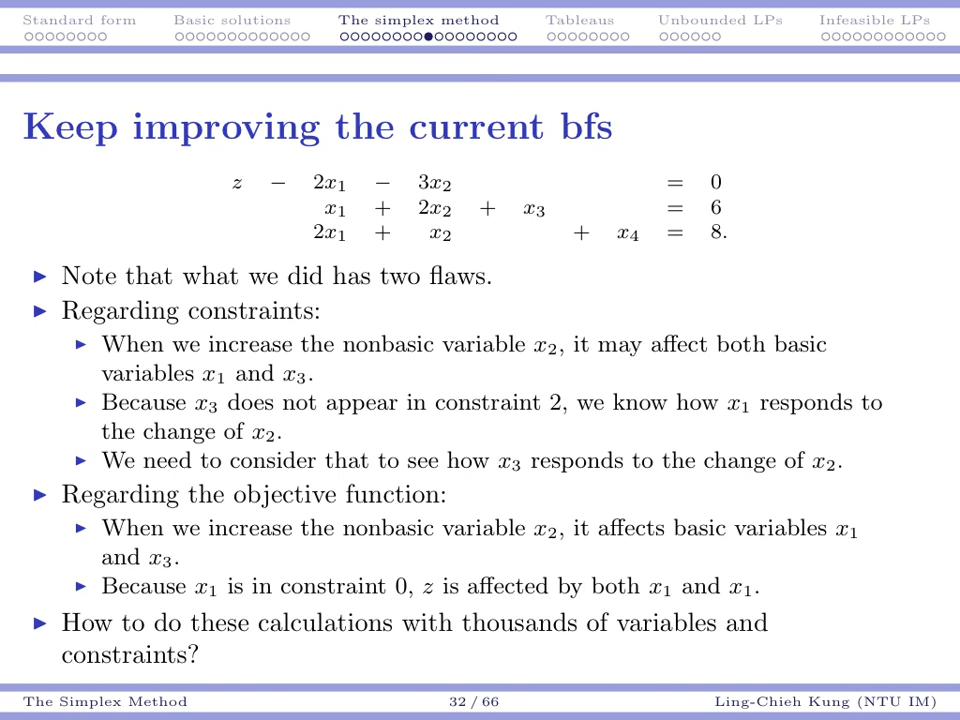 Standard form Basic solutions The simplex method Tableaus Unbounded LPs Infeasible LPs
Keep improving the current bfs
z − 2x₁ − 3x₂ = 0
x₁ + 2x₂ + x₃ = 6
2x₁ + x₂ + x₄ = 8.
Note that what we did has two flaws.
Regarding constraints:
When we increase the nonbasic variable x₂, it may affect both basic
variables x₁ and x₃.
Because x₃ does not appear in constraint 2, we know how x₁ responds to
the change of x₂.
We need to consider that to see how x₃ responds to the change of x₂.
Regarding the objective function:
When we increase the nonbasic variable x₂, it affects basic variables x₁
and x₃.
Because x₁ is in constraint 0, z is affected by both x₁ and x₁.
How to do these calculations with thousands of variables and
constraints?
The Simplex Method 32 / 66 Ling-Chieh Kung (NTU IM)